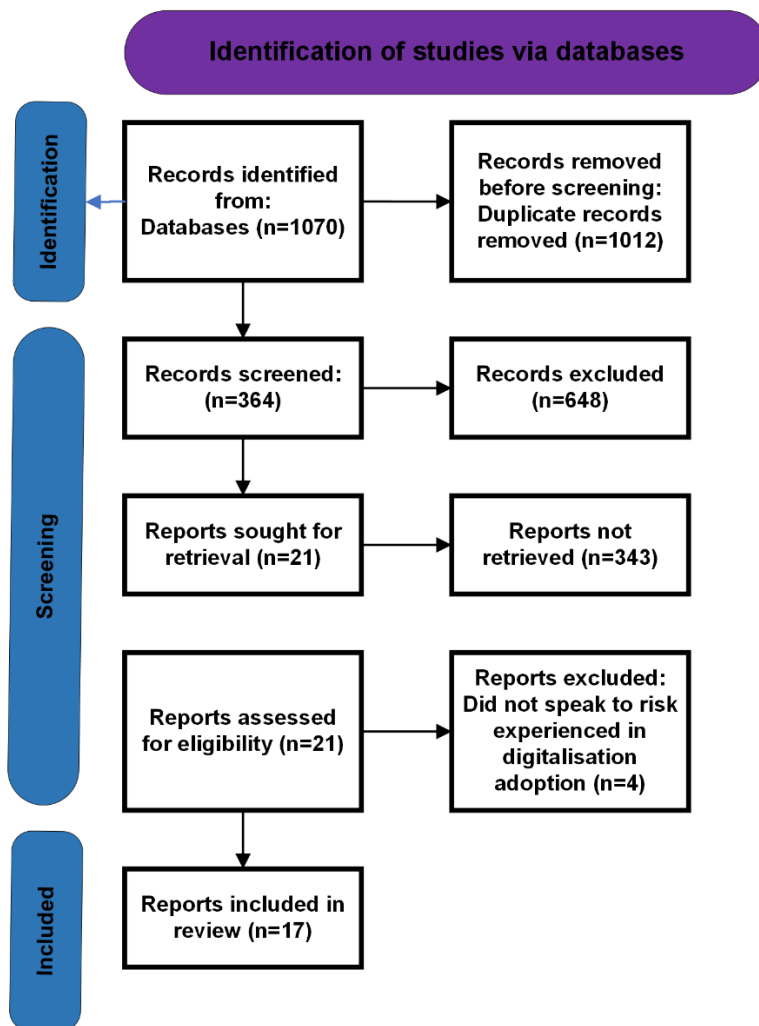 Identification of studies via databases
Identification
Records identified
from:
Databases (n=1070)
Records removed
before screening:
Duplicate records
removed (n=1012)
Screening
Records screened:
(n=364)
Records excluded
(n=648)
Reports sought for
retrieval (n=21)
Reports not
retrieved (n=343)
Reports assessed
for eligibility (n=21)
Reports excluded:
Did not speak to risk
experienced in
digitalisation
adoption (n=4)
Included
Reports included in
review (n=17)